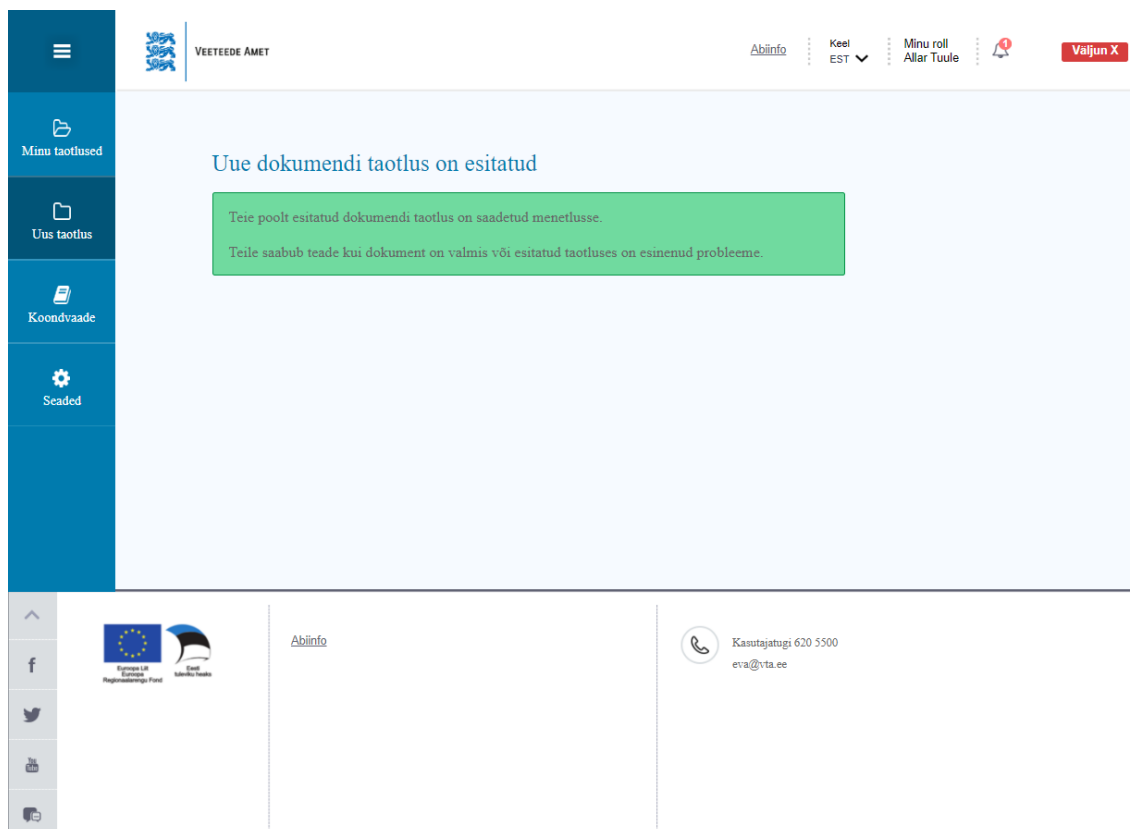 VEETEEDE AMET
Abiinfo
Keel
EST
Minu roll
Allar Tuule
1
Väljun X
Minu taotlused
Uus taotlus
Koondvaade
Seaded
Uue dokumendi taotlus on esitatud
Teie poolt esitatud dokumendi taotlus on saadetud menetlusse.
Teile saabub teade kui dokument on valmis või esitatud taotluses on esinenud probleeme.
f
You
Tube
Euroopa Liit
Euroopa
Regionaalarengu Fond
Eesti
tuleviku heaks
Abiinfo
Kasutajatugi 620 5500
eva@vta.ee